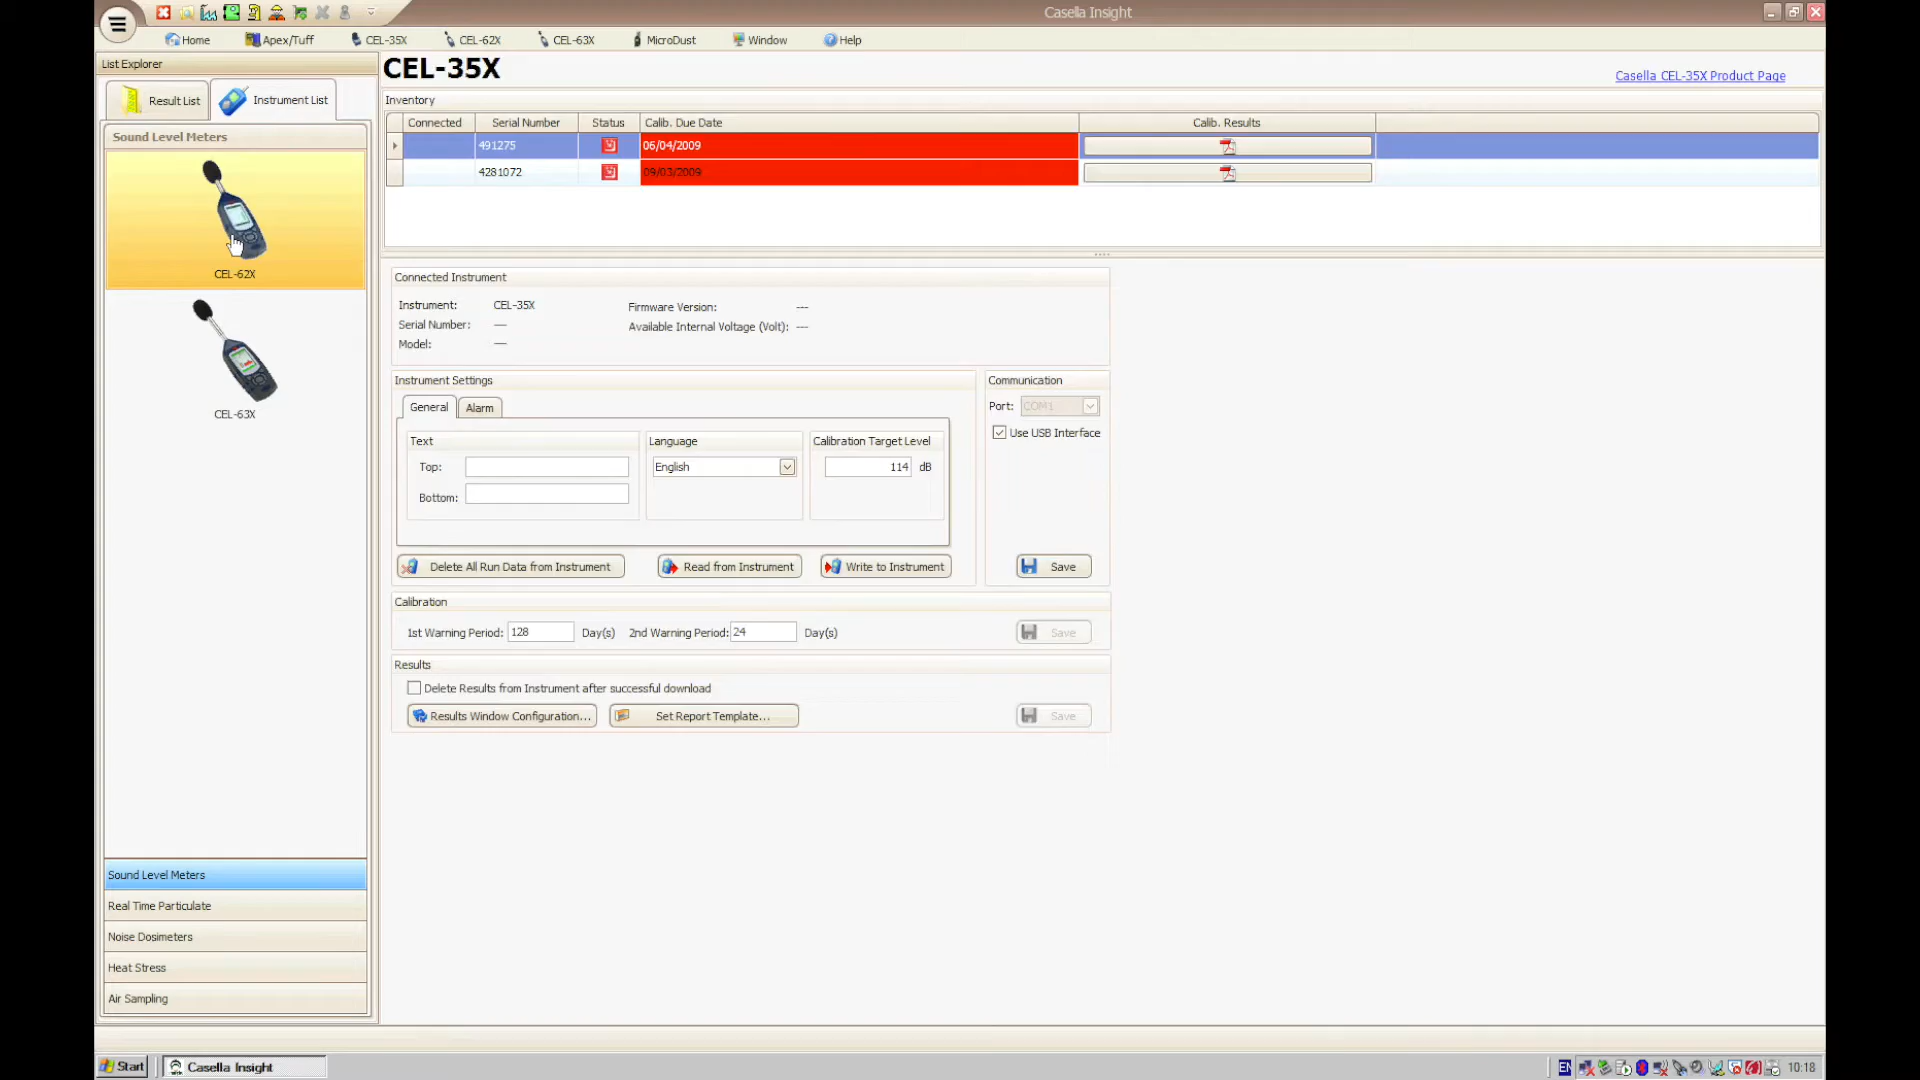 Casella Insight
Home Apex/Tuff CEL-35X CEL-62X CEL-63X MicroDust Window Help
List Explorer
Result List Instrument List
Sound Level Meters
CEL-62X
CEL-63X
Sound Level Meters
Real Time Particulate
Noise Dosimeters
Heat Stress
Air Sampling
CEL-35X
Casella CEL-35X Product Page
Inventory
Connected Serial Number Status Calib. Due Date Calib. Results
491275 06/04/2009
4281072 09/03/2009
Connected Instrument
Instrument: CEL-35X Firmware Version: ---
Serial Number: --- Available Internal Voltage (Volt): ---
Model: ---
Instrument Settings
General Alarm
Text Language Calibration Target Level
Top: English 114 dB
Bottom:
Delete All Run Data from Instrument Read from Instrument Write to Instrument
Communication
Port: COM1
Use USB Interface
Save
Calibration
1st Warning Period: 128 Day(s) 2nd Warning Period: 24 Day(s) Save
Results
Delete Results from Instrument after successful download
Results Window Configuration... Set Report Template... Save
Start Casella Insight EN 10:18